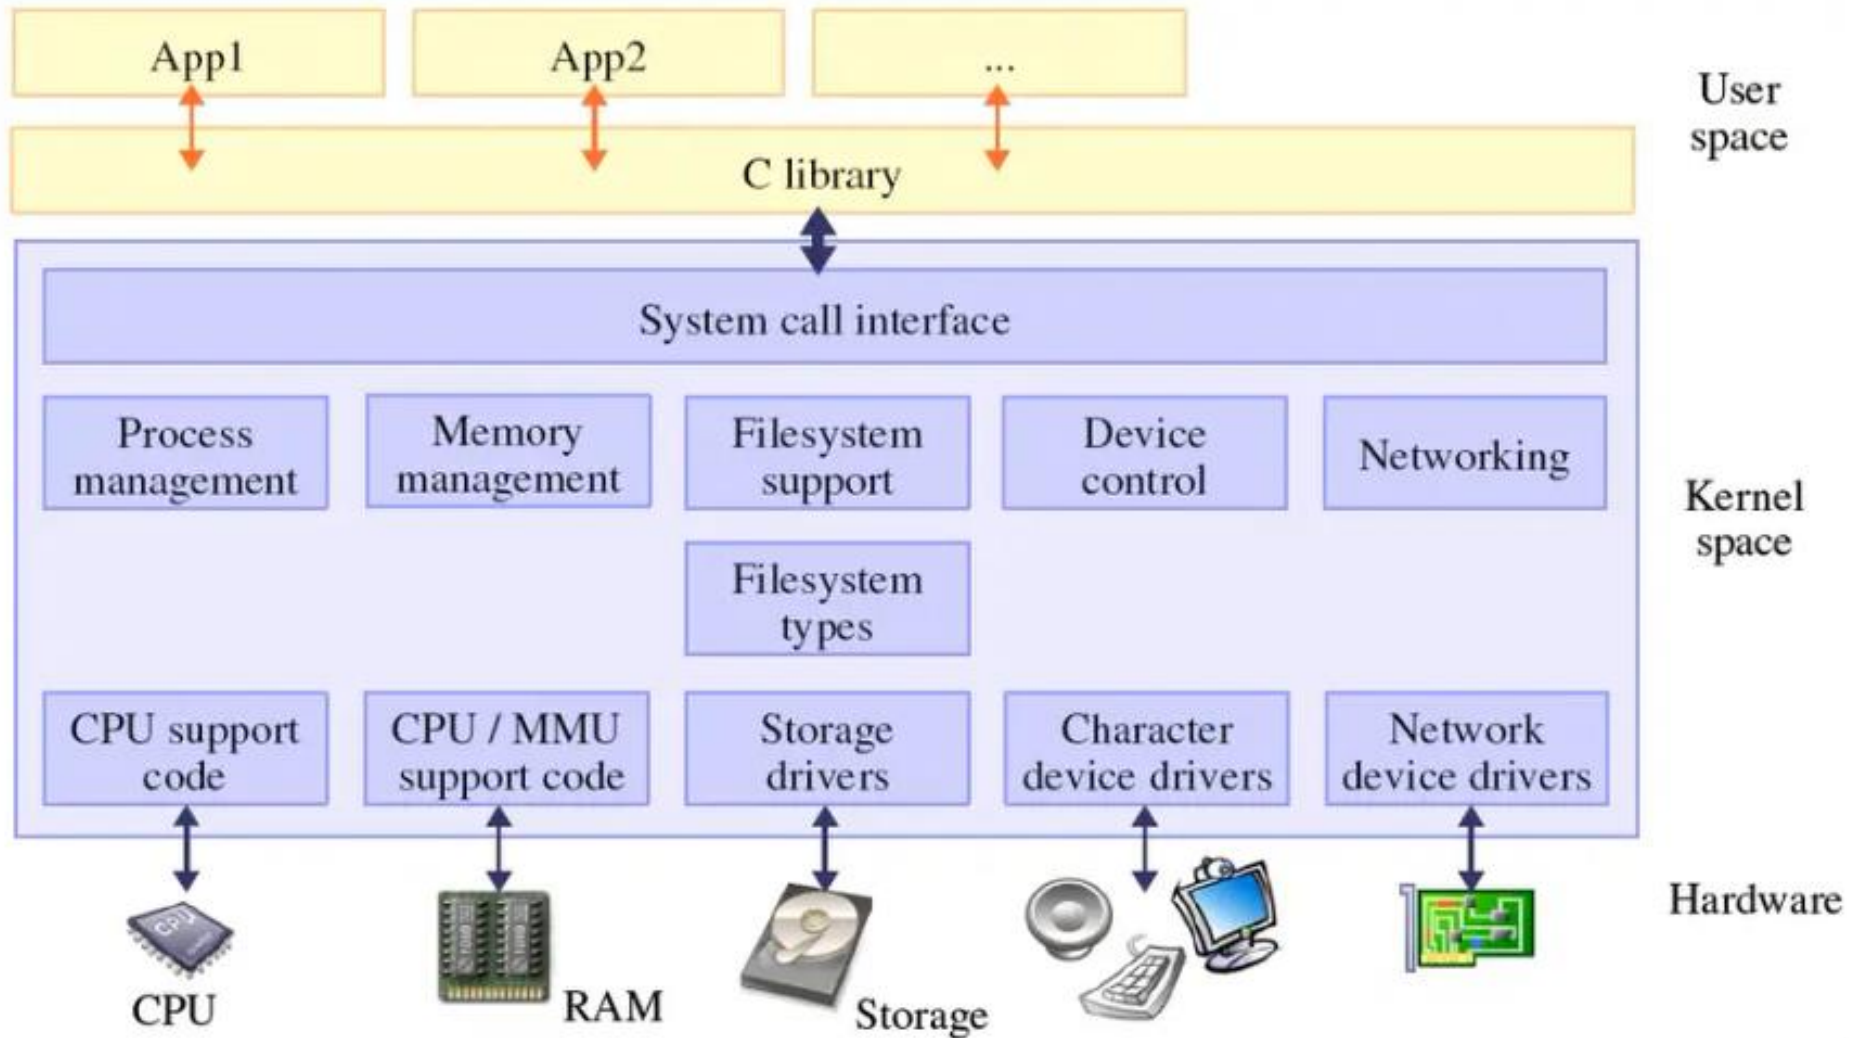 App1
App2
...
User
space
C library
System call interface
Process
management
Memory
management
Filesystem
support
Device
control
Networking
Kernel
space
Filesystem
types
CPU support
code
CPU / MMU
support code
Storage
drivers
Character
device drivers
Network
device drivers
Hardware
CPU
CPU
RAM
Storage